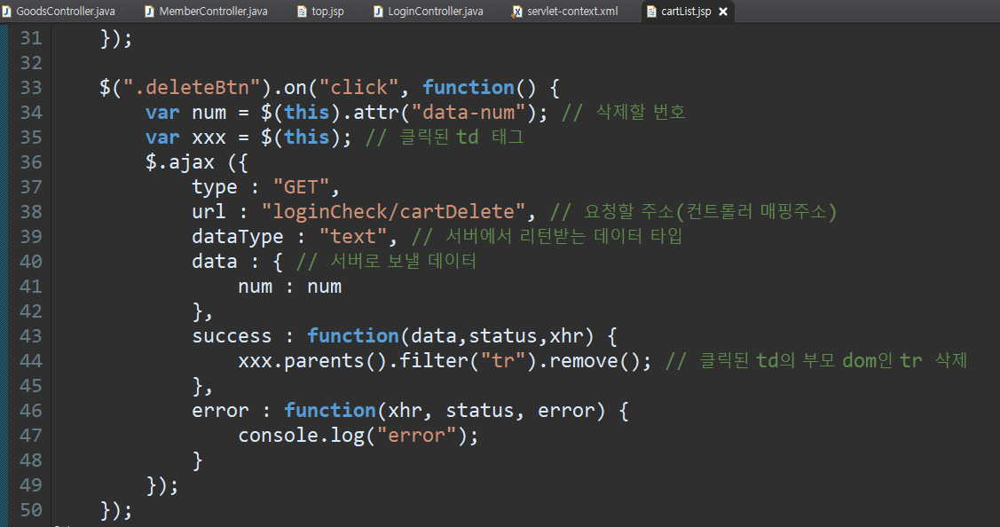 GoodsController.java MemberController.java top.jsp LoginController.java servlet-context.xml cartList.jsp
31 });
32
33 $(".deleteBtn").on("click", function() {
34 var num = $(this).attr("data-num"); // 삭제할 번호
35 var xxx = $(this); // 클릭된 td 태그
36 $.ajax ({
37 type : "GET",
38 url : "loginCheck/cartDelete", // 요청할 주소(컨트롤러 매핑주소)
39 dataType : "text", // 서버에서 리턴받는 데이터 타입
40 data : { // 서버로 보낼 데이터
41 num : num
42 },
43 success : function(data,status,xhr) {
44 xxx.parents().filter("tr").remove(); // 클릭된 td의 부모 dom인 tr 삭제
45 },
46 error : function(xhr, status, error) {
47 console.log("error");
48 }
49 });
50 });